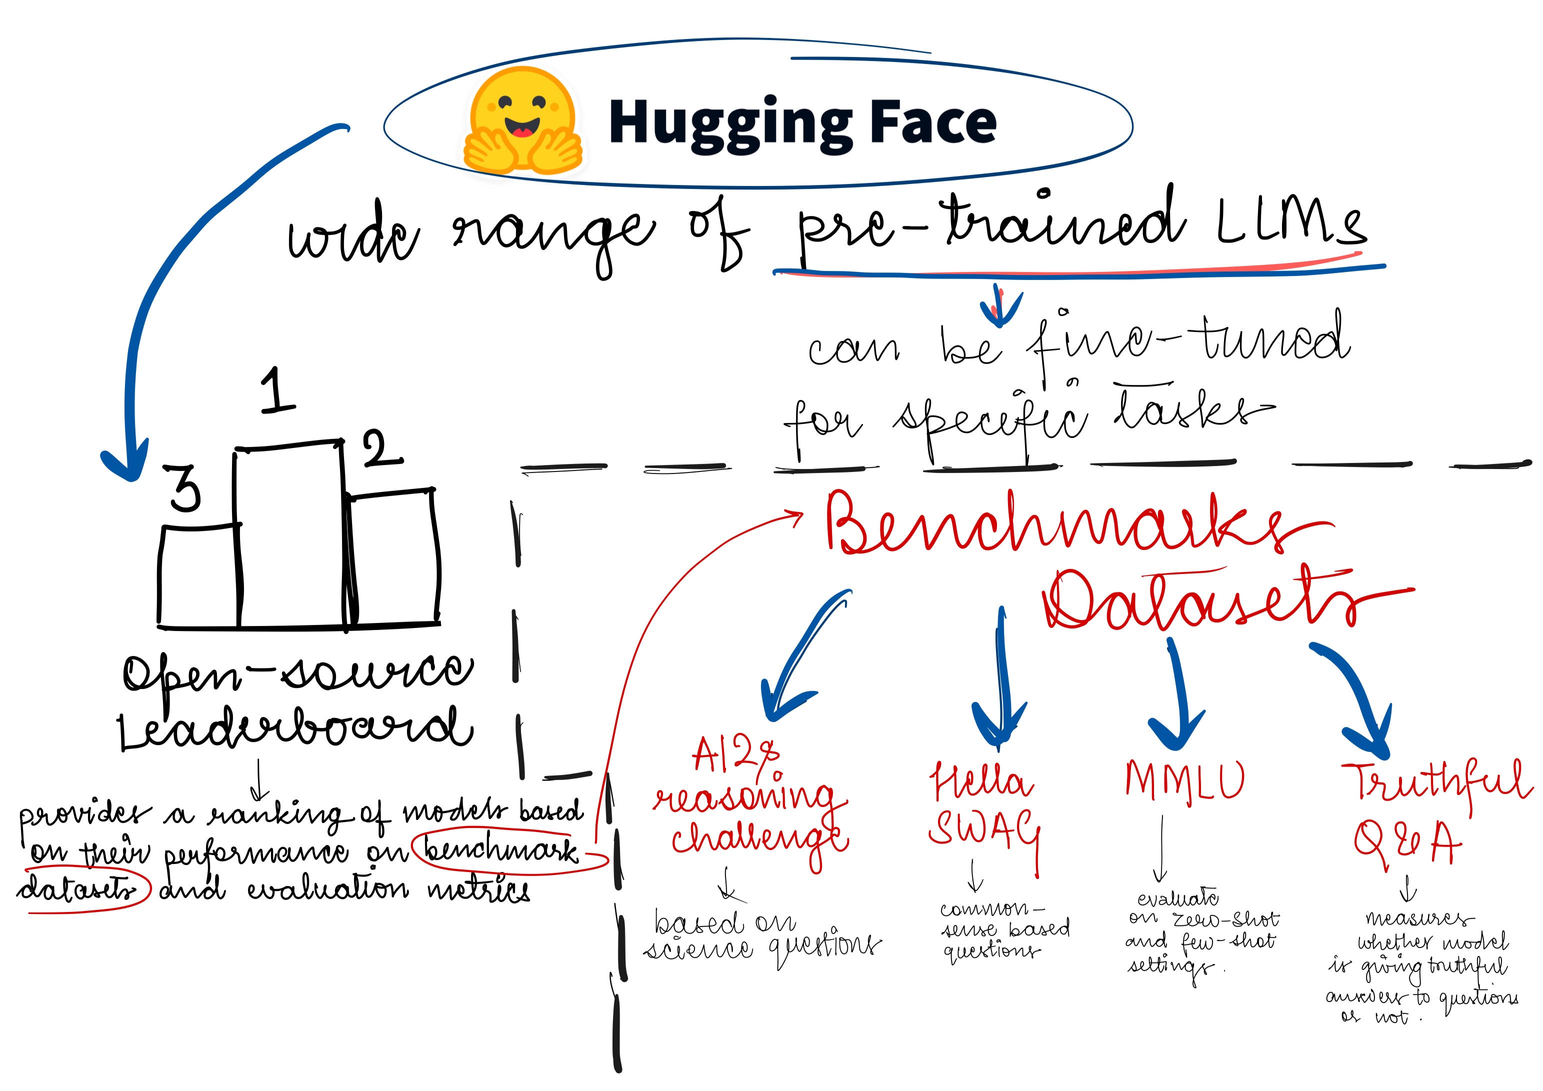 Hugging Face
wide range of pre-trained LLMs
can be fine-tuned
for specific tasks
1
2
3
Open-source
Leaderboard
provides a ranking of models based
on their performance on benchmark
datasets and evaluation metrics
Benchmarks
Datasets
AI2s
reasoning
challenge
based on
science questions
Hella
SWAG
common-
sense based
questions
MMLU
evaluate
on zero-shot
and few-shot
settings.
Truthful
Q&A
measures
whether model
is giving truthful
answers to questions
or not.